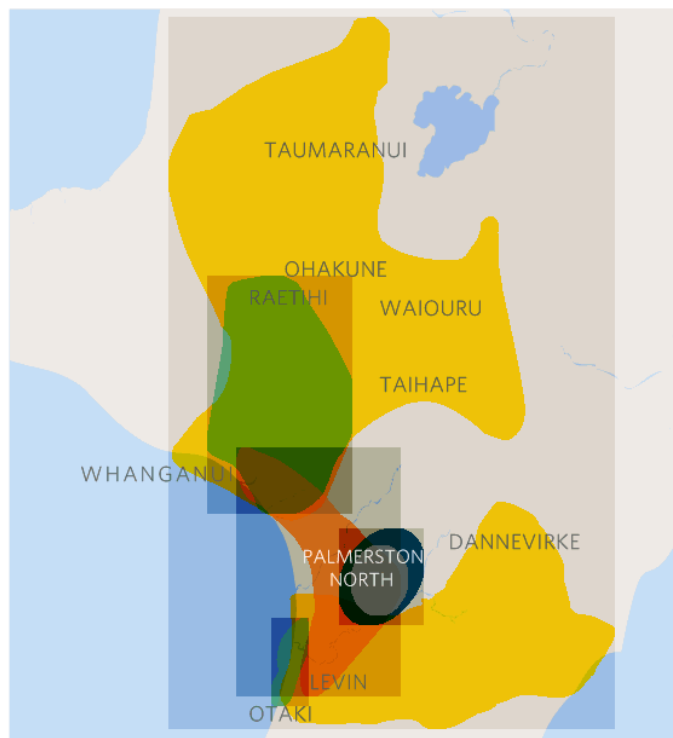 TAUMARANUI
OHAKUNE
RAETIHI
WAIOURU
TAIHAPE
WHANGANUI
DANNEVIRKE
PALMERSTON
NORTH
LEVIN
OTAKI